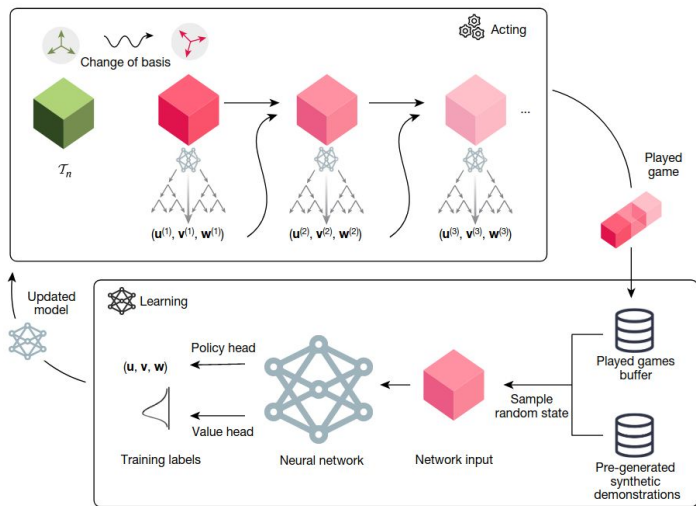 Acting
Change of basis
𝒯n
...
(u(1), v(1), w(1))
(u(2), v(2), w(2))
(u(3), v(3), w(3))
Played
game
Updated
model
Learning
Policy head
(u, v, w)
Value head
Training labels
Neural network
Network input
Sample
random state
Played games
buffer
Pre-generated
synthetic
demonstrations